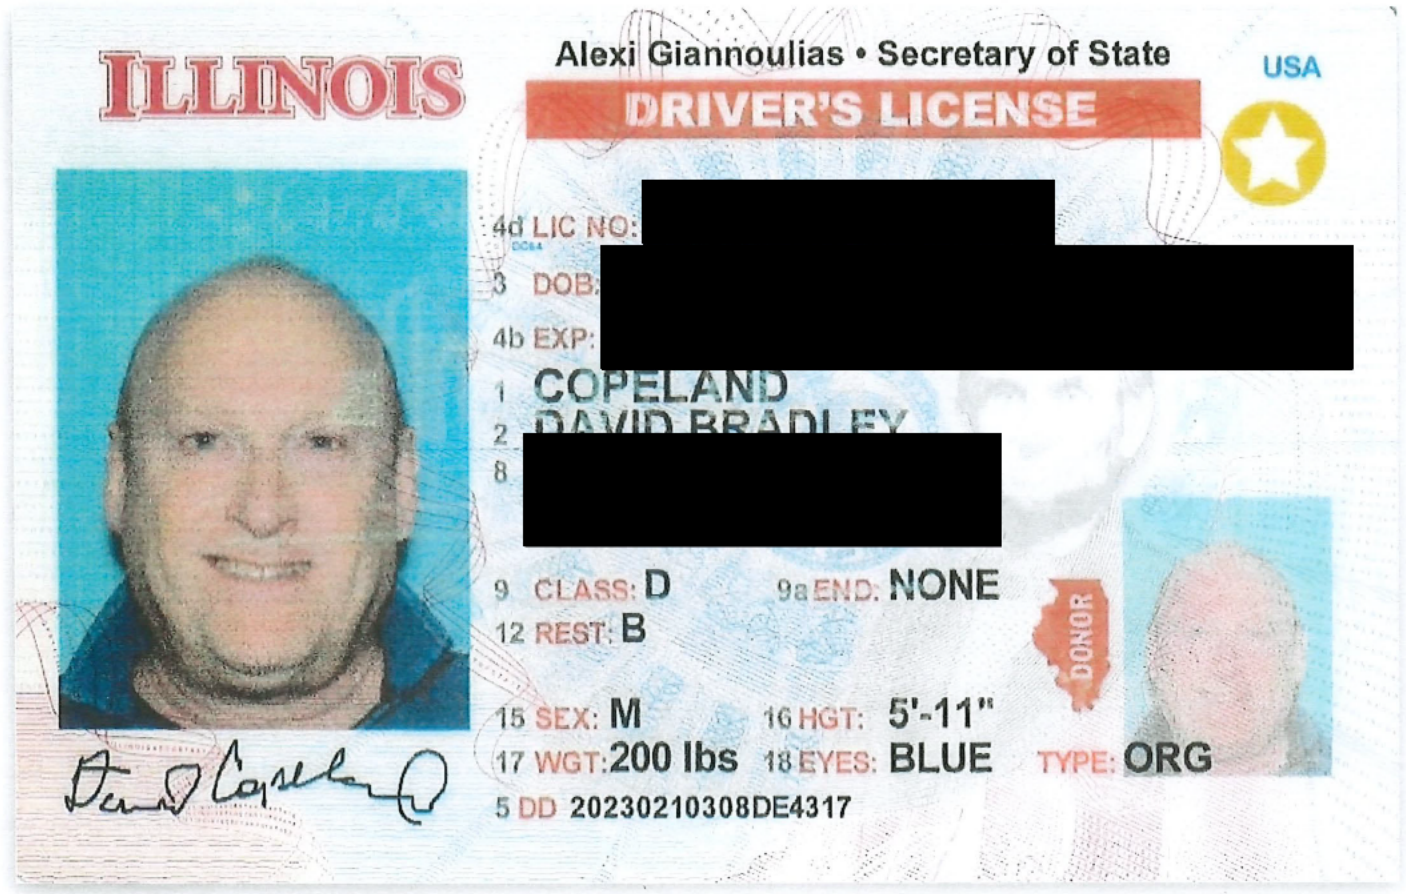 ILLINOIS
Alexi Giannoulias • Secretary of State
USA
DRIVER'S LICENSE
4d LIC NO:
3 DOB:
4b EXP:
1 COPELAND
2 DAVID BRADLEY
8
9 CLASS: D 9a END: NONE
12 REST: B
DONOR
15 SEX: M 16 HGT: 5'-11"
17 WGT: 200 lbs 18 EYES: BLUE TYPE: ORG
5 DD 20230210308DE4317
David Copeland